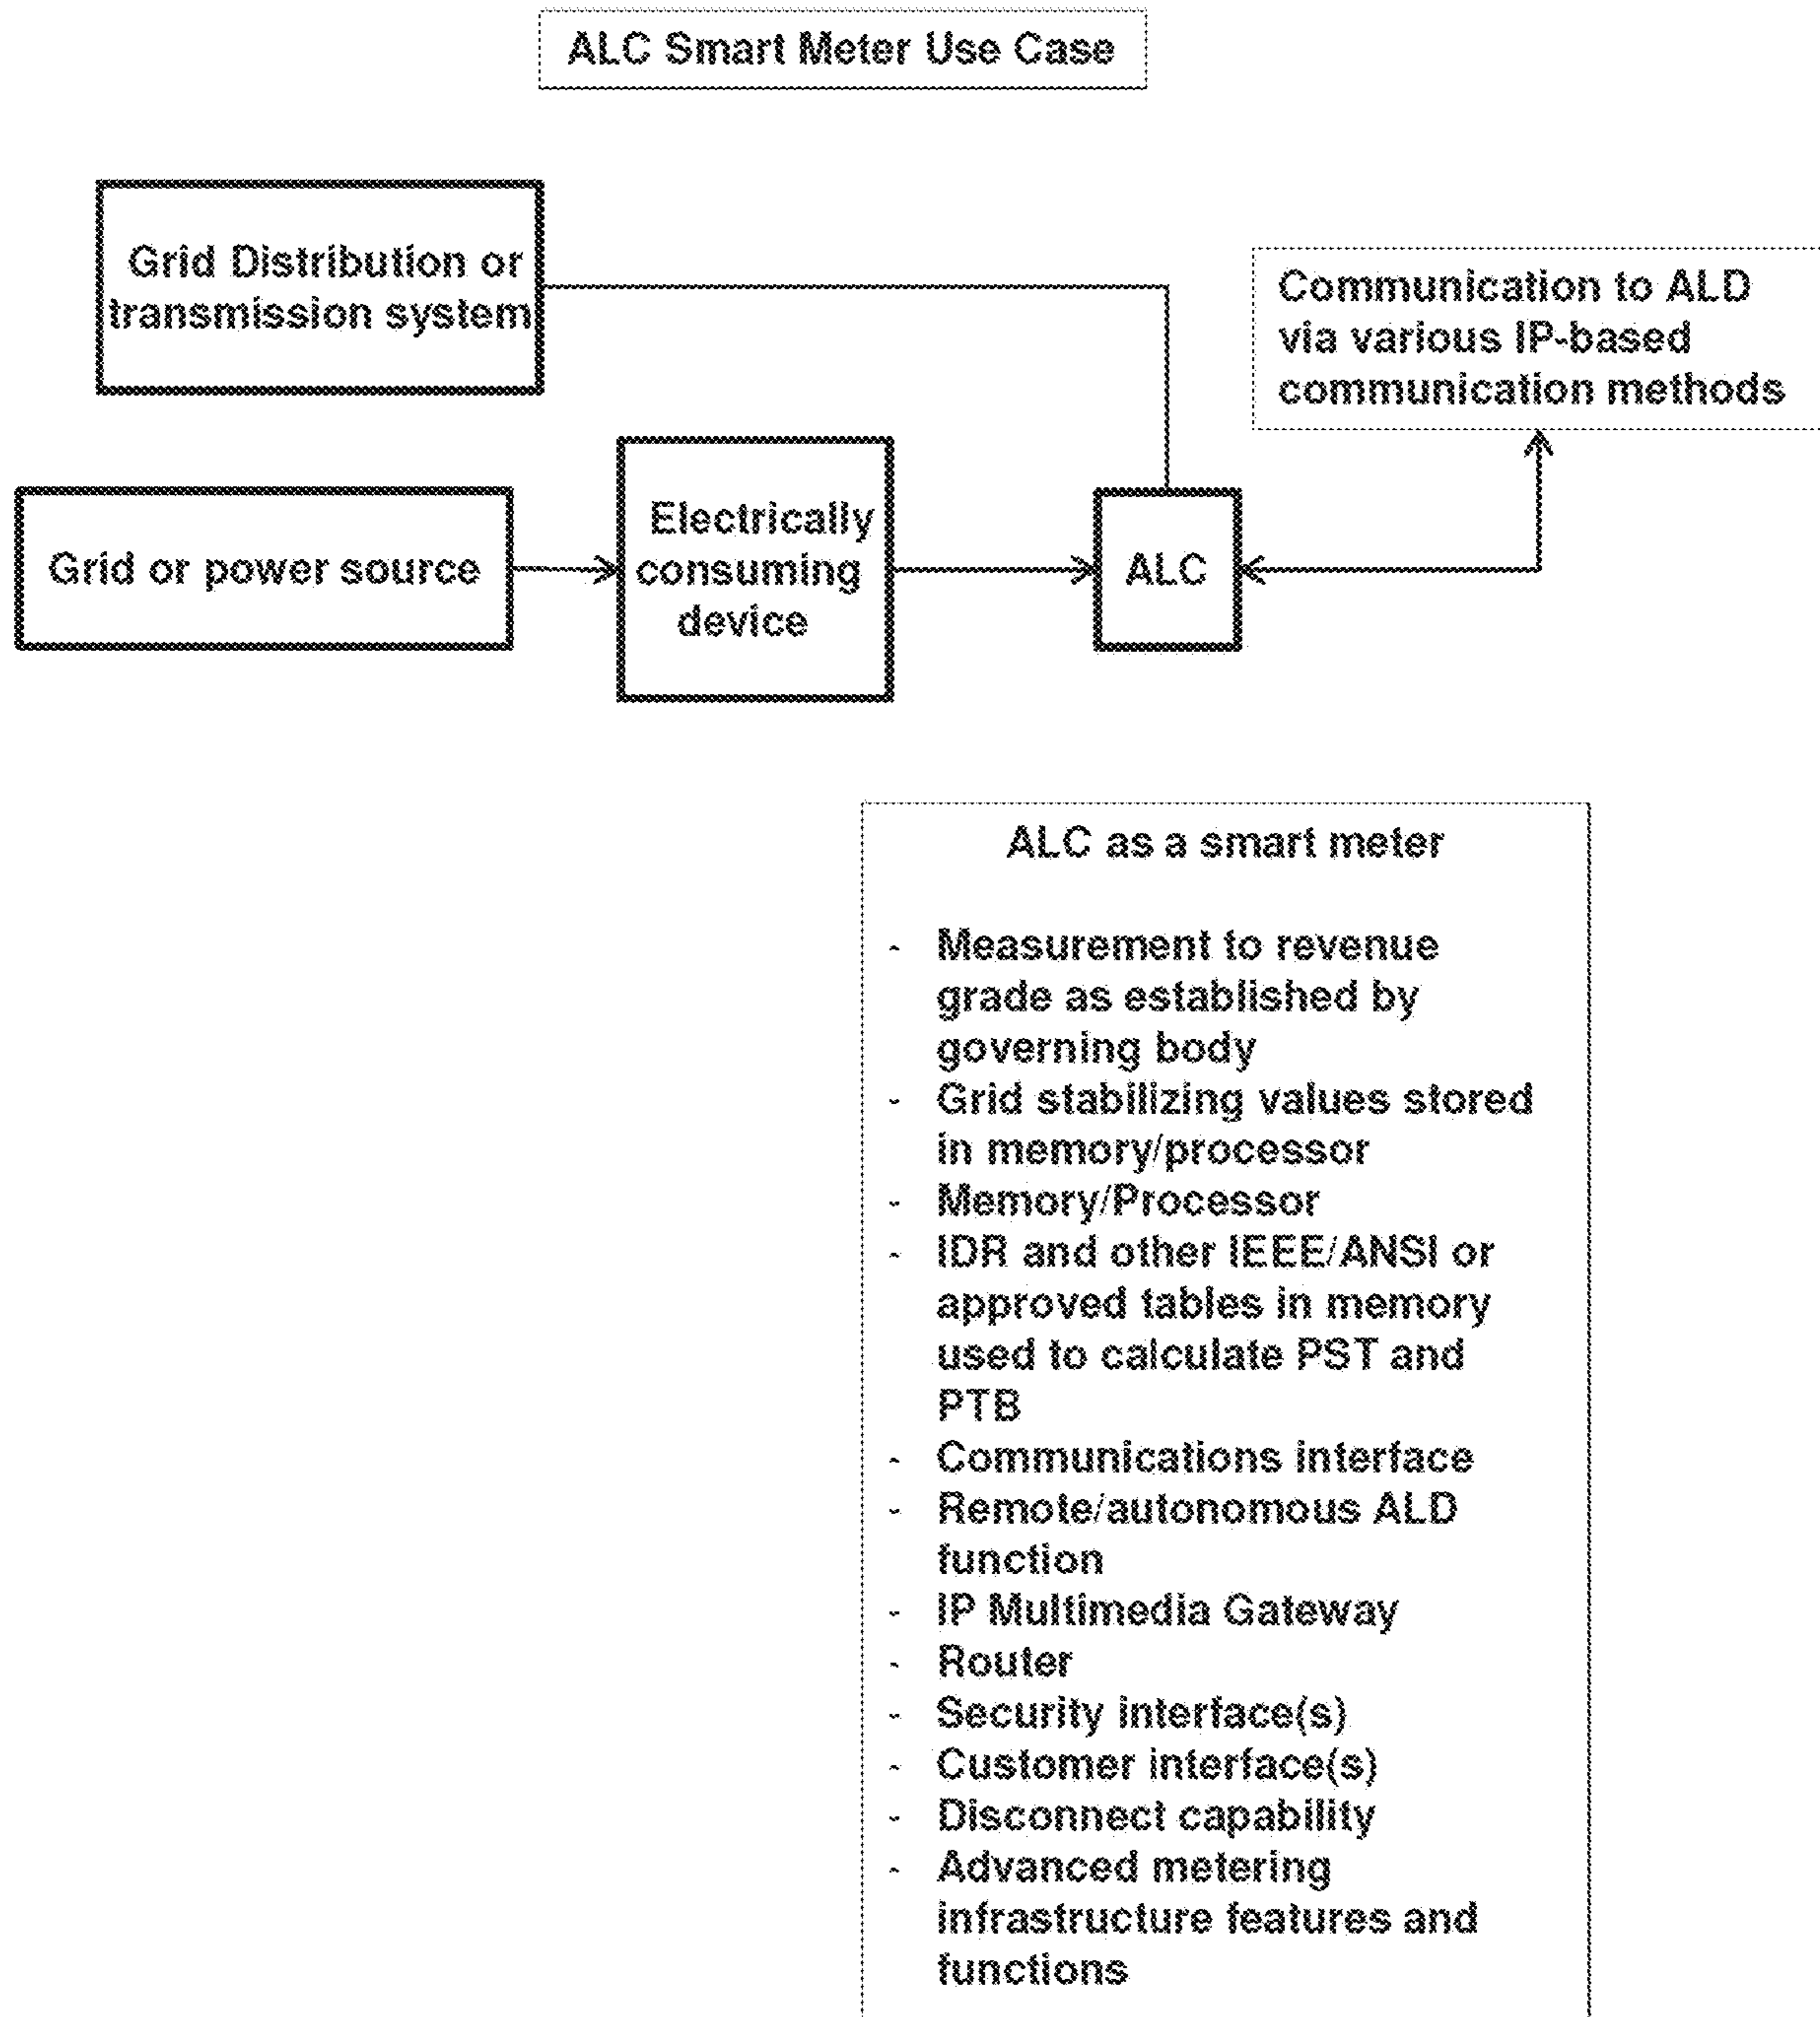 ALC Smart Meter Use Case
Grid Distribution or
transmission system
Communication to ALD
via various IP-based
communication methods
Grid or power source
Electrically
consuming
device
ALC
ALC as a smart meter
- Measurement to revenue
grade as established by
governing body
- Grid stabilizing values stored
in memory/processor
- Memory/Processor
- IDR and other IEEE/ANSI or
approved tables in memory
used to calculate PST and
PTB
- Communications interface
- Remote/autonomous ALD
function
- IP Multimedia Gateway
- Router
- Security interface(s)
- Customer interface(s)
- Disconnect capability
- Advanced metering
infrastructure features and
functions